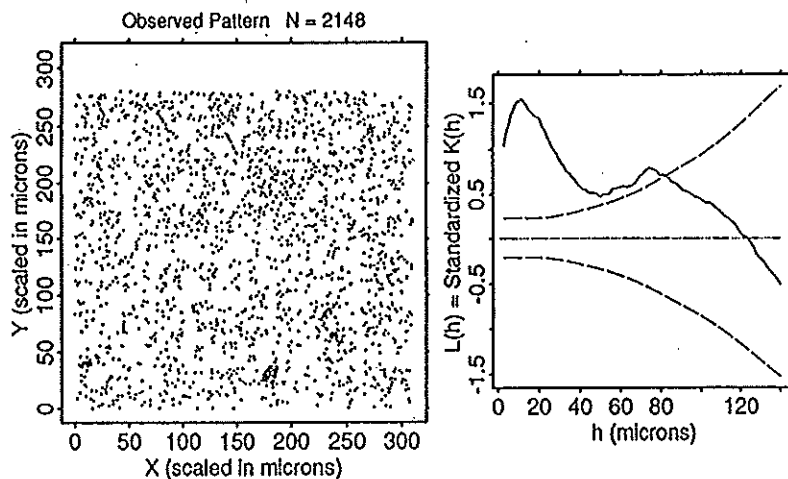 Observed Pattern N = 2148
Y (scaled in microns)
300
250
200
150
100
50
0
0 50 100 150 200 250 300
X (scaled in microns)
L(h) = Standardized K(h)
1.5
0.5
-0.5
-1.5
0 20 40 60 80 120
h (microns)